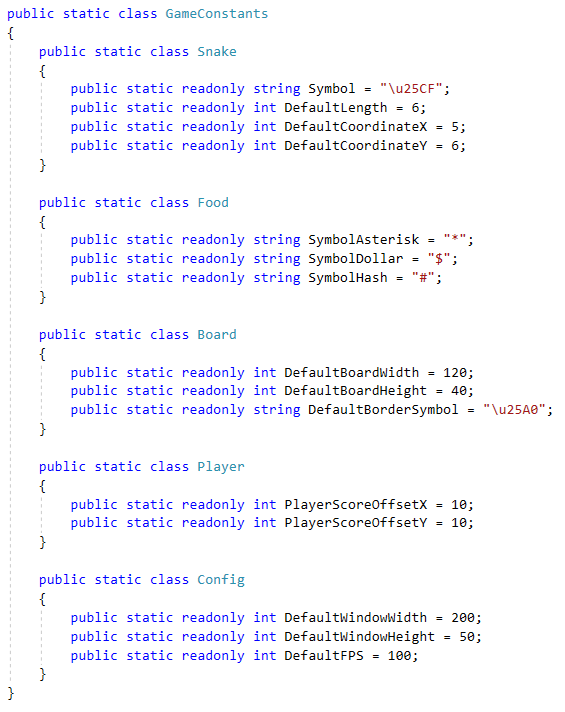 public static class GameConstants
{
    public static class Snake
    {
        public static readonly string Symbol = "\u25CF";
        public static readonly int DefaultLength = 6;
        public static readonly int DefaultCoordinateX = 5;
        public static readonly int DefaultCoordinateY = 6;
    }

    public static class Food
    {
        public static readonly string SymbolAsterisk = "*";
        public static readonly string SymbolDollar = "$";
        public static readonly string SymbolHash = "#";
    }

    public static class Board
    {
        public static readonly int DefaultBoardWidth = 120;
        public static readonly int DefaultBoardHeight = 40;
        public static readonly string DefaultBorderSymbol = "\u25A0";
    }

    public static class Player
    {
        public static readonly int PlayerScoreOffsetX = 10;
        public static readonly int PlayerScoreOffsetY = 10;
    }

    public static class Config
    {
        public static readonly int DefaultWindowWidth = 200;
        public static readonly int DefaultWindowHeight = 50;
        public static readonly int DefaultFPS = 100;
    }
}